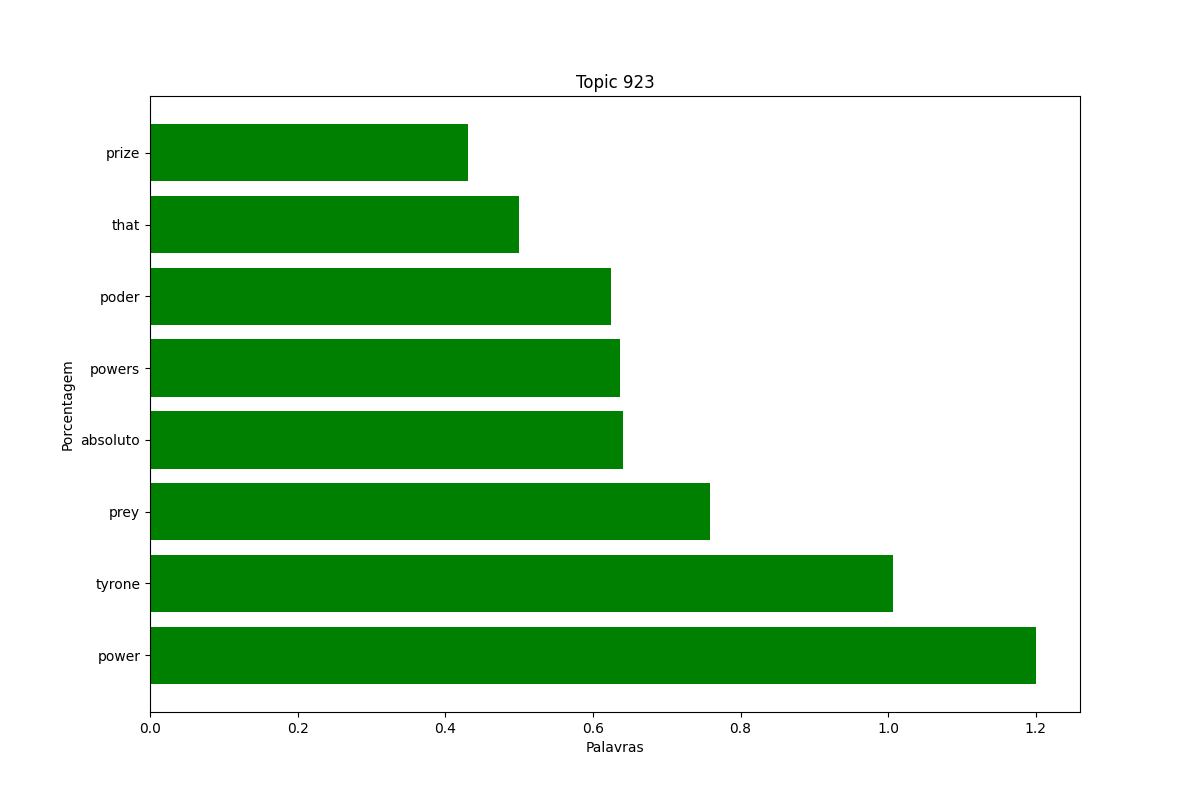 Topic 923
prize
that
poder
powers
absoluto
prey
tyrone
power
Porcentagem
0.0 0.2 0.4 0.6 0.8 1.0 1.2
Palavras